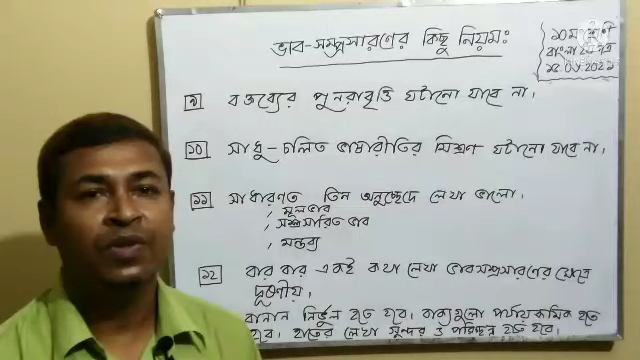 ভাব-সম্প্রসারণের কিছু নিয়মঃ
১০ম শ্রেণি
বাংলা ২য় পত্র
৯ বক্তব্যের পুনরাবৃত্তি ঘটানো যাবে না।
১০ সাধু-চলিত ভাষারীতির মিশ্রণ ঘটানো যাবে না।
১১ সাধারণত তিন অনুচ্ছেদে লেখা ভালো।
, মূলভাব
, সম্প্রসারিত ভাব
, মন্তব্য
১২ বার বার একই কথা লেখা ভাবসম্প্রসারণের ক্ষেত্রে
দূষণীয়।
বানান নির্ভুল হতে হবে। বাক্যগুলো পর্যায়ক্রমিক হতে
হবে। হাতের লেখা সুন্দর ও পরিচ্ছন্ন হতে হবে।